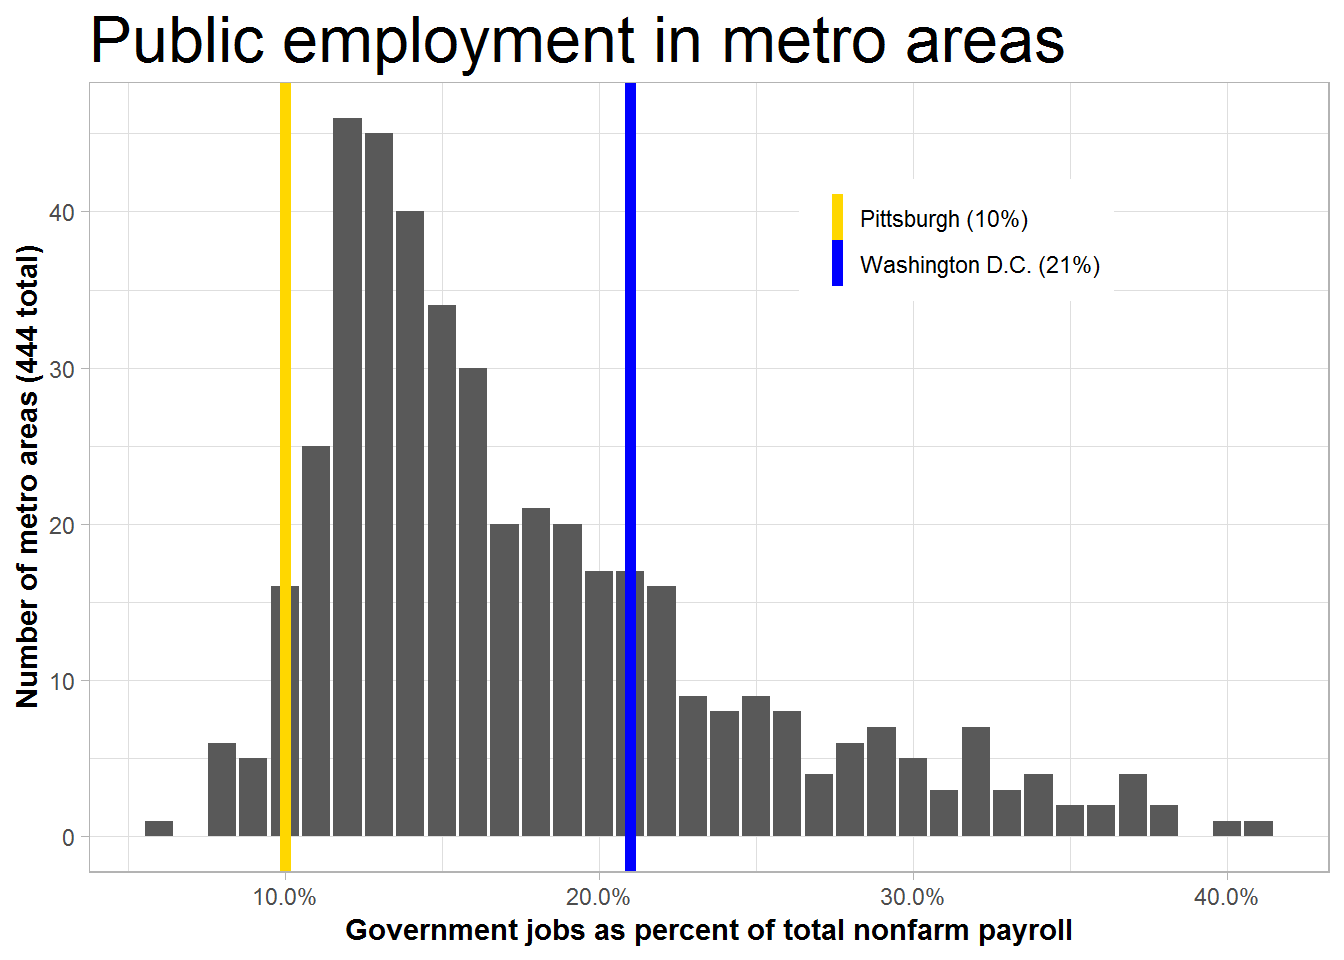 Public employment in metro areas
Number of metro areas (444 total)
40
30
20
10
0
Pittsburgh (10%)
Washington D.C. (21%)
10.0%
20.0%
30.0%
40.0%
Government jobs as percent of total nonfarm payroll